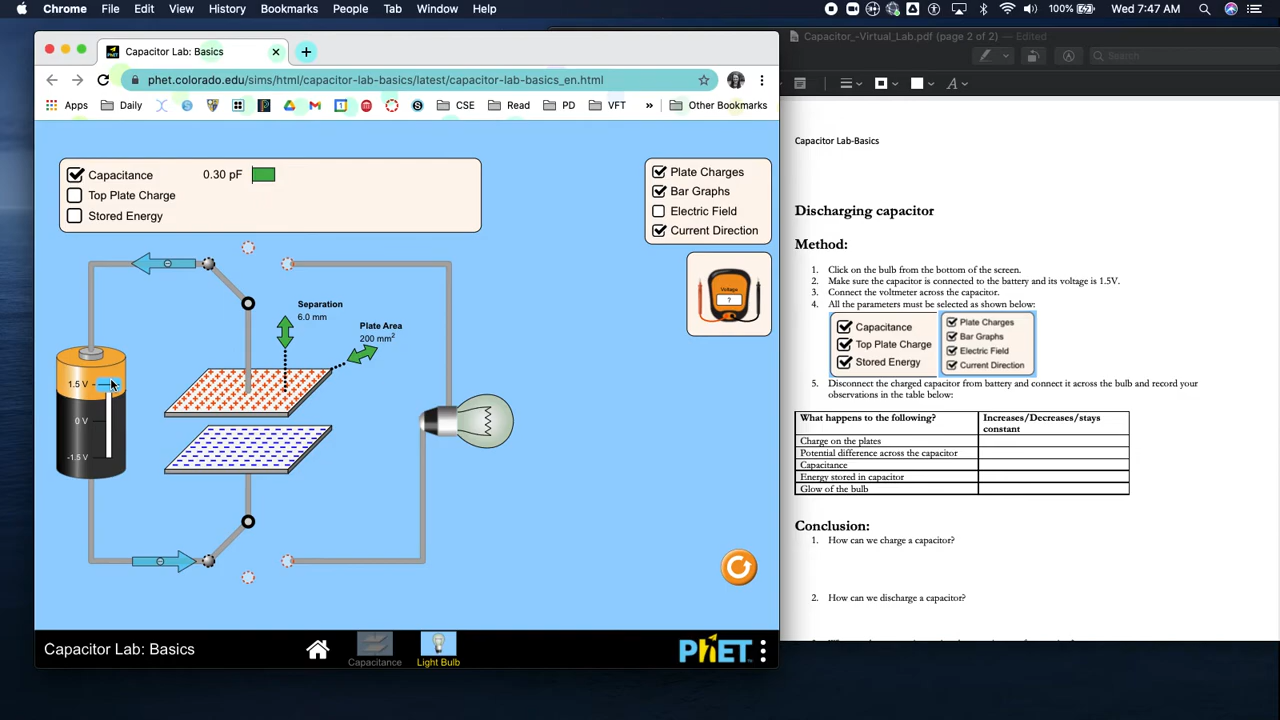 Chrome File Edit View History Bookmarks People Tab Window Help 100% Wed 7:47 AM
Capacitor Lab: Basics
Capacitor_-Virtual_Lab.pdf (page 2 of 2) — Edited
phet.colorado.edu/sims/html/capacitor-lab-basics/latest/capacitor-lab-basics_en.html
Search
Apps Daily CSE Read PD VFT » Other Bookmarks
Capacitance 0.30 pF
Top Plate Charge
Stored Energy
Plate Charges
Bar Graphs
Electric Field
Current Direction
Voltage
?
Separation
6.0 mm
Plate Area
200 mm²
1.5 V
0 V
-1.5 V
Capacitor Lab: Basics
Capacitance
Light Bulb
PhET
Capacitor Lab-Basics
Discharging capacitor
Method:
1. Click on the bulb from the bottom of the screen.
2. Make sure the capacitor is connected to the battery and its voltage is 1.5V.
3. Connect the voltmeter across the capacitor.
4. All the parameters must be selected as shown below:
Capacitance
Top Plate Charge
Stored Energy
Plate Charges
Bar Graphs
Electric Field
Current Direction
5. Disconnect the charged capacitor from battery and connect it across the bulb and record your
observations in the table below:
What happens to the following? Increases/Decreases/stays
constant
Charge on the plates
Potential difference across the capacitor
Capacitance
Energy stored in capacitor
Glow of the bulb
Conclusion:
1. How can we charge a capacitor?
2. How can we discharge a capacitor?